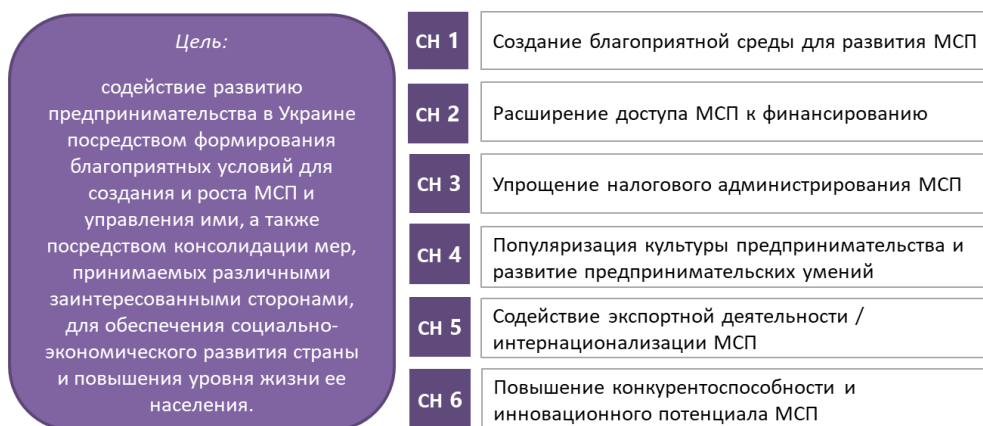 Цель:
содействие развитию
предпринимательства в Украине
посредством формирования
благоприятных условий для
создания и роста МСП и
управления ими, а также
посредством консолидации мер,
принимаемых различными
заинтересованными сторонами,
для обеспечения социально-
экономического развития страны
и повышения уровня жизни ее
населения.
СН 1
Создание благоприятной среды для развития МСП
СН 2
Расширение доступа МСП к финансированию
СН 3
Упрощение налогового администрирования МСП
СН 4
Популяризация культуры предпринимательства и
развитие предпринимательских умений
СН 5
Содействие экспортной деятельности /
интернационализации МСП
СН 6
Повышение конкурентоспособности и
инновационного потенциала МСП